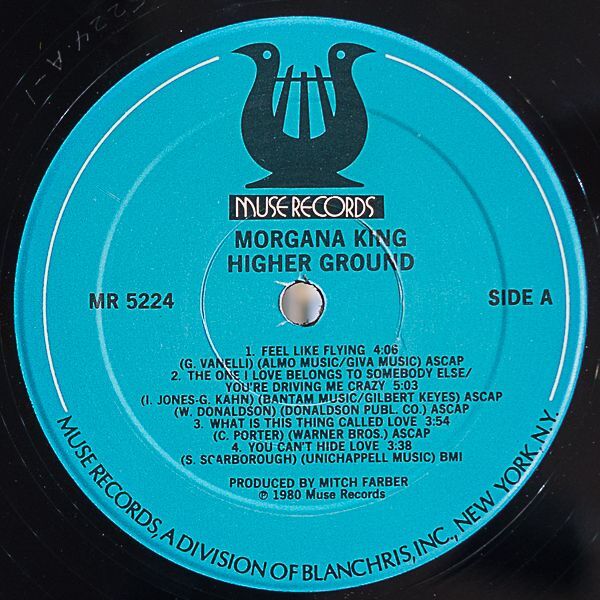 5224-A-1
MUSE RECORDS
MORGANA KING
HIGHER GROUND
MR 5224
SIDE A
1. FEEL LIKE FLYING 4:06
(G. VANELLI) (ALMO MUSIC/GIVA MUSIC) ASCAP
2. THE ONE I LOVE BELONGS TO SOMEBODY ELSE/
YOU'RE DRIVING ME CRAZY 5:03
(I. JONES-G. KAHN) (BANTAM MUSIC/GILBERT KEYES) ASCAP
(W. DONALDSON) (DONALDSON PUBL. CO.) ASCAP
3. WHAT IS THIS THING CALLED LOVE 3:54
(C. PORTER) (WARNER BROS.) ASCAP
4. YOU CAN'T HIDE LOVE 3:38
(S. SCARBOROUGH) (UNICHAPPELL MUSIC) BMI
PRODUCED BY MITCH FARBER
℗ 1980 Muse Records
MUSE RECORDS, A DIVISION OF BLANCHRIS, INC., NEW YORK, N.Y.